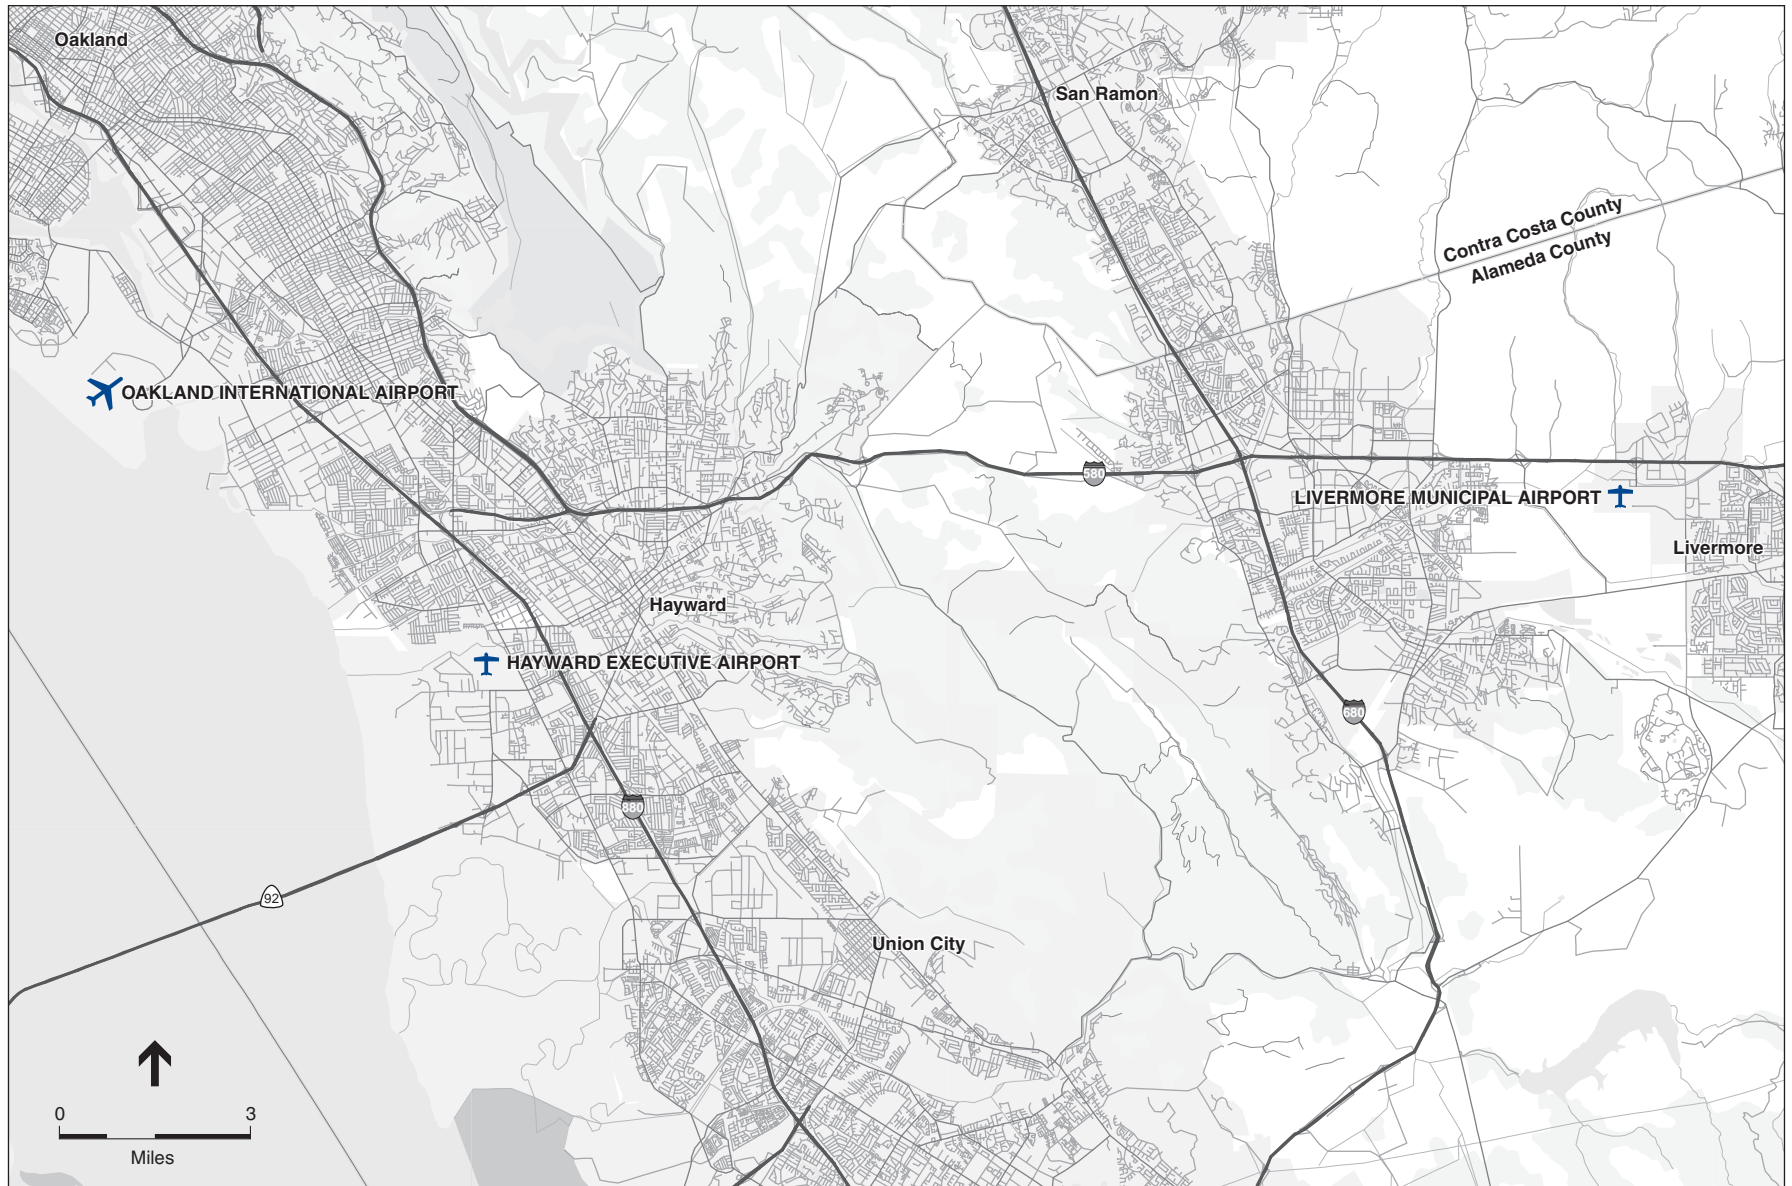 Oakland
San Ramon
Contra Costa County
Alameda County
OAKLAND INTERNATIONAL AIRPORT
580
LIVERMORE MUNICIPAL AIRPORT
Livermore
Hayward
HAYWARD EXECUTIVE AIRPORT
680
880
92
Union City
0 3
Miles